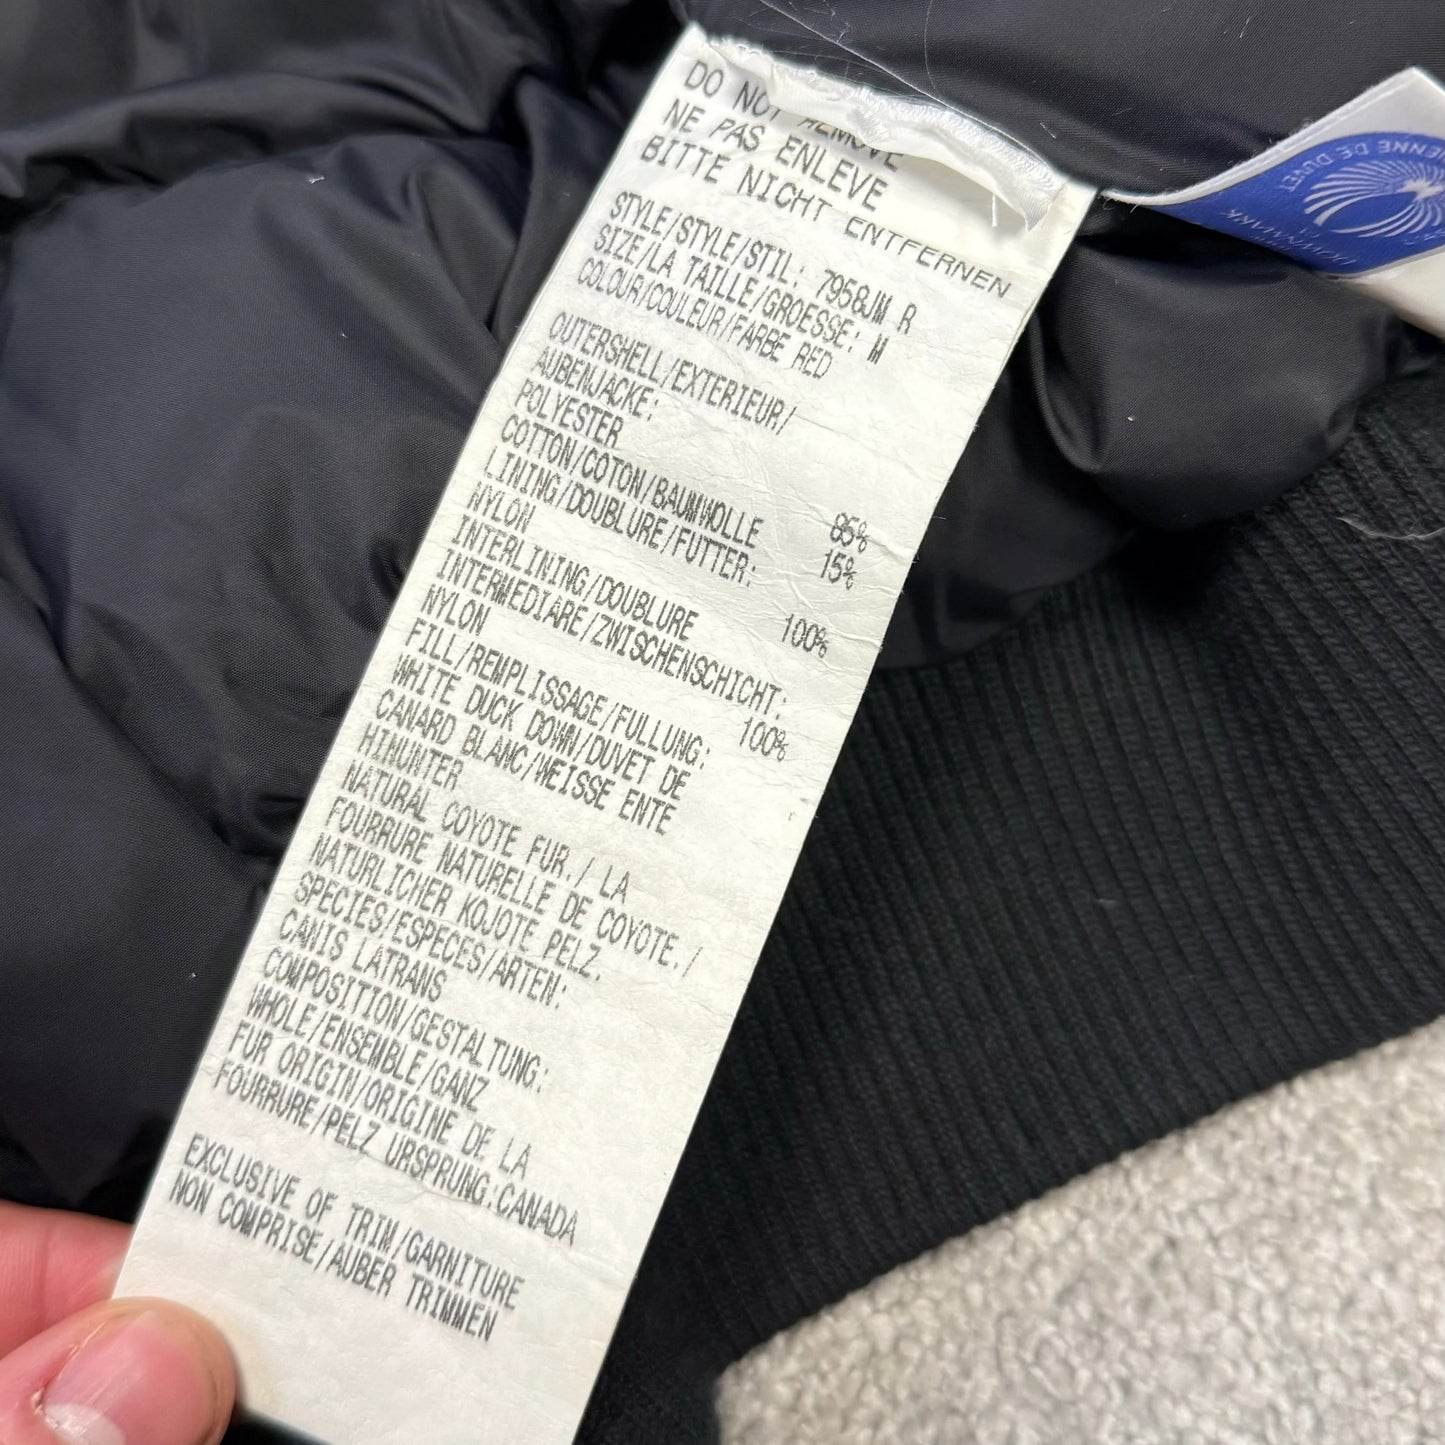 DO NOT REMOVE
NE PAS ENLEVE
BITTE NICHT ENTFERNEN
STYLE/STYLE/STIL: 7958JM R
SIZE/LA TAILLE/GROESSE: M
COLOUR/COULEUR/FARBE RED
OUTERSHELL/EXTERIEUR/
AUBENJACKE:
POLYESTER 85%
COTTON/COTON/BAUMWOLLE 15%
LINING/DOUBLURE/FUTTER:
NYLON 100%
INTERLINING/DOUBLURE
INTERMEDIARE/ZWISCHENSCHICHT:
NYLON 100%
FILL/REMPLISSAGE/FULLUNG:
WHITE DUCK DOWN/DUVET DE
CANARD BLANC/WEISSE ENTE
HINUNTER
NATURAL COYOTE FUR./ LA
FOURRURE NATURELLE DE COYOTE./
NATURLICHER KOJOTE PELZ.
SPECIES/ESPECES/ARTEN:
CANIS LATRANS
COMPOSITION/GESTALTUNG:
WHOLE/ENSEMBLE/GANZ
FUR ORIGIN/ORIGINE DE LA
FOURRURE/PELZ URSPRUNG:CANADA
EXCLUSIVE OF TRIM/GARNITURE
NON COMPRISE/AUBER TRIMMEN
IENNE DE DUVET